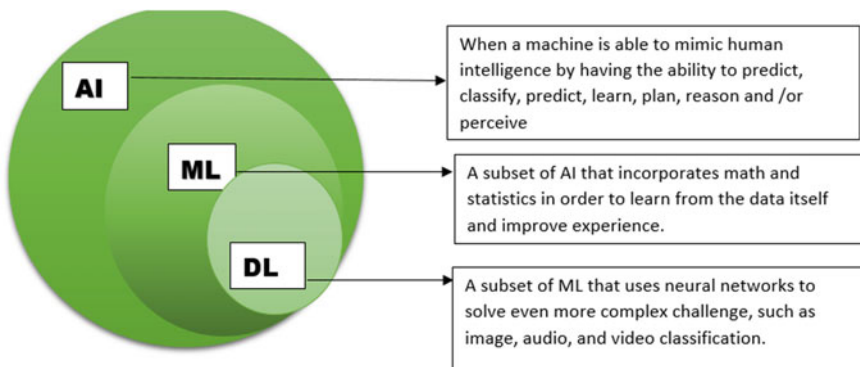 AI
When a machine is able to mimic human
intelligence by having the ability to predict,
classify, predict, learn, plan, reason and /or
perceive
ML
A subset of AI that incorporates math and
statistics in order to learn from the data itself
and improve experience.
DL
A subset of ML that uses neural networks to
solve even more complex challenge, such as
image, audio, and video classification.